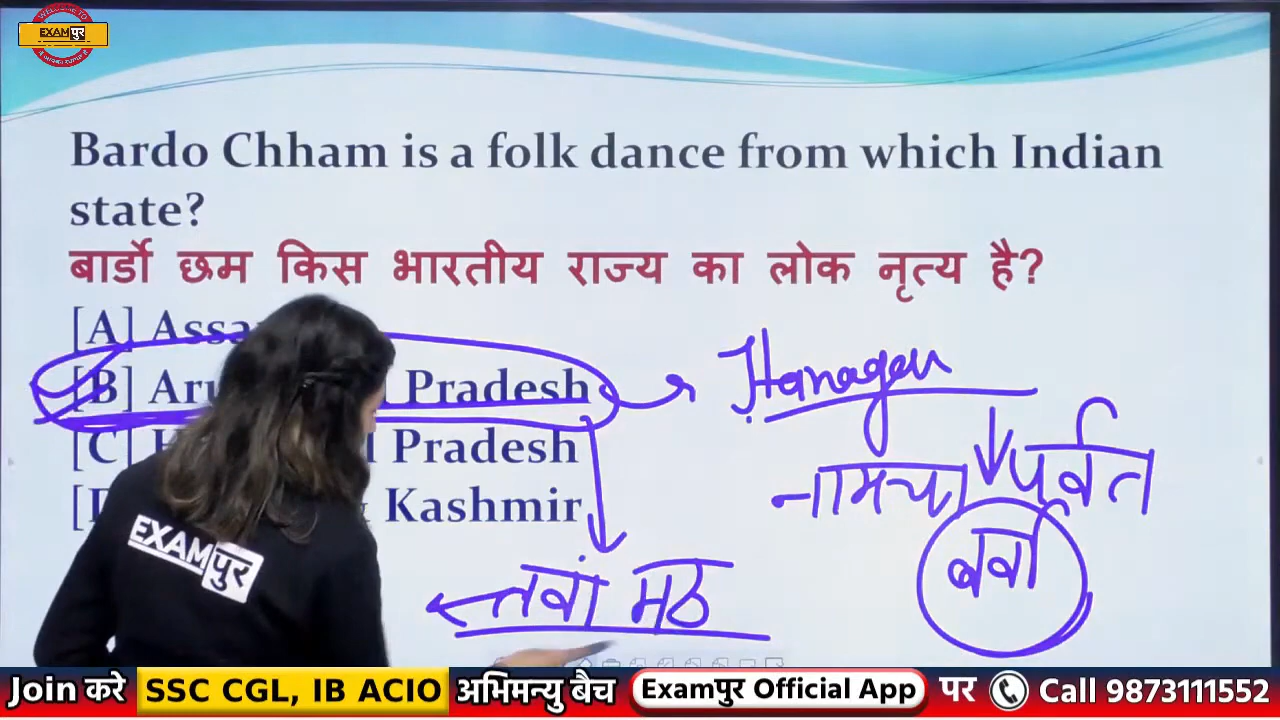 WELCOME TO
EXAMपुर
Bardo Chham is a folk dance from which Indian
state?
बार्डो छम किस भारतीय राज्य का लोक नृत्य है?
[A] Assa
[B] Aru Pradesh
[C] H l Pradesh
& Kashmir
नामचा पर्वत
बर्वा
तवां मठ
EXAMपुर
Join करे SSC CGL, IB ACIO अभिमन्यु बैच Examपुर Official App पर Call 9873111552